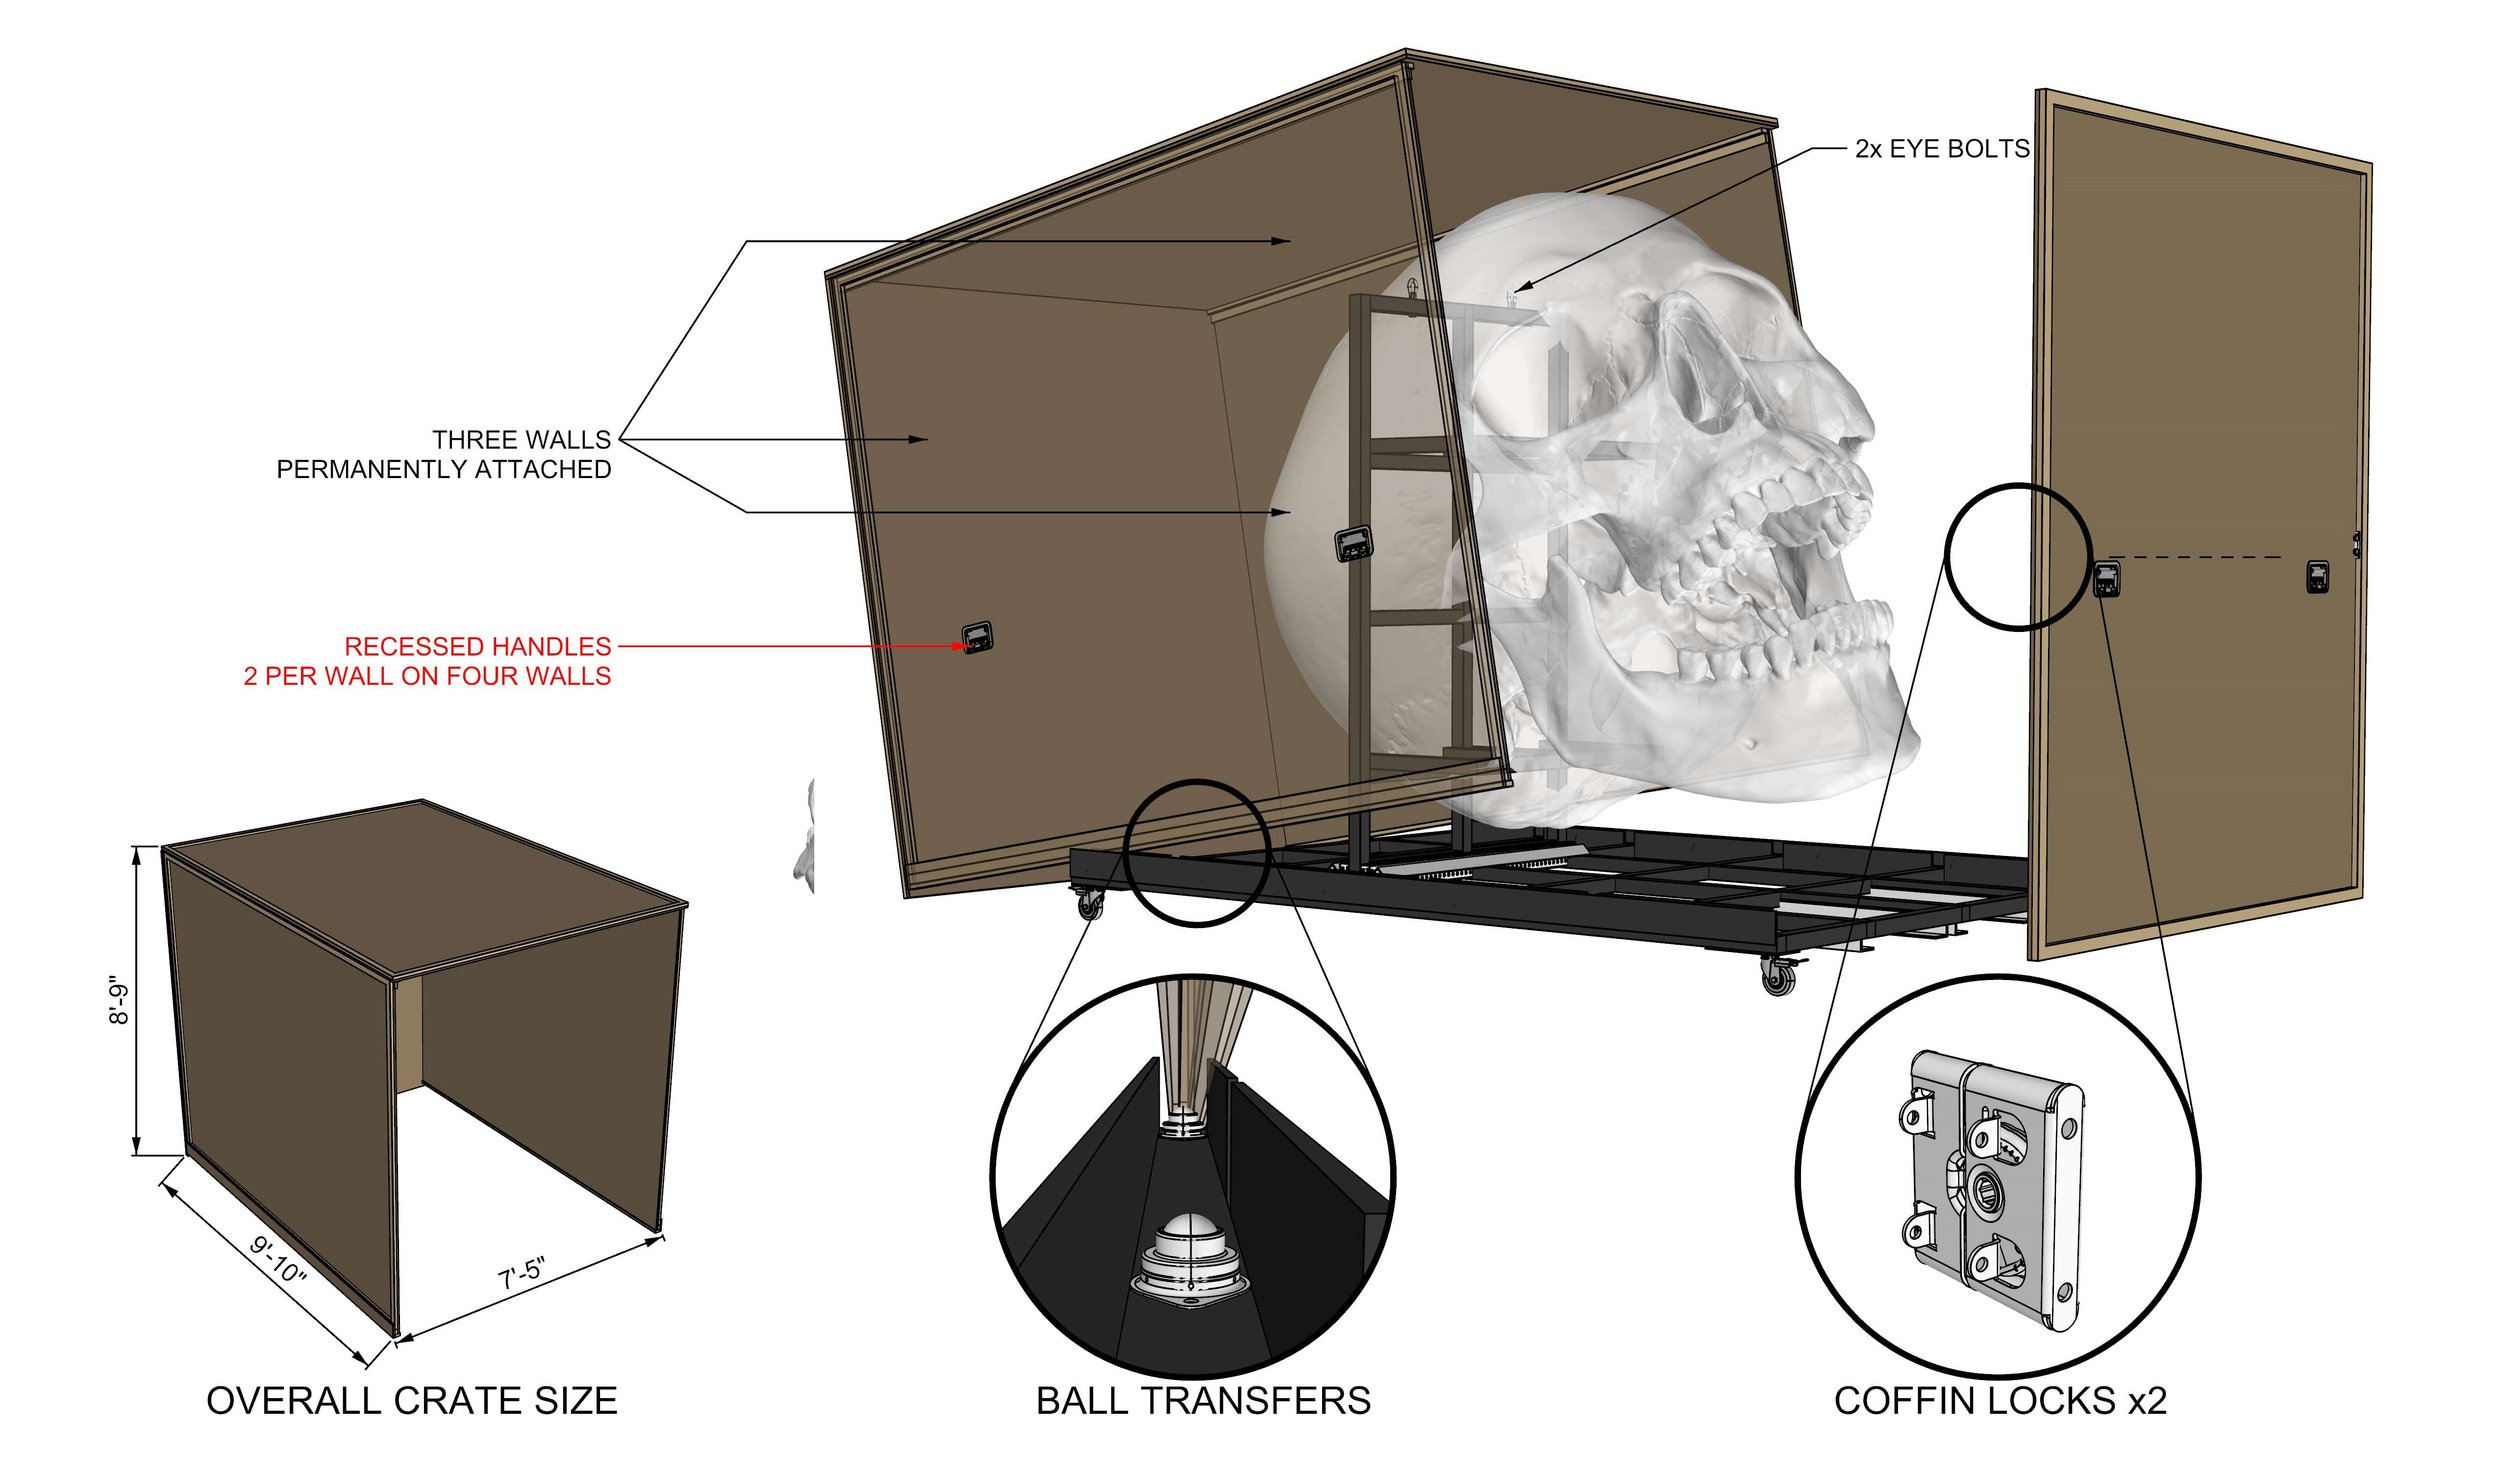 2x EYE BOLTS
THREE WALLS
PERMANENTLY ATTACHED
RECESSED HANDLES
2 PER WALL ON FOUR WALLS
8'-9"
9'-10"
7'-5"
OVERALL CRATE SIZE
BALL TRANSFERS
COFFIN LOCKS x2